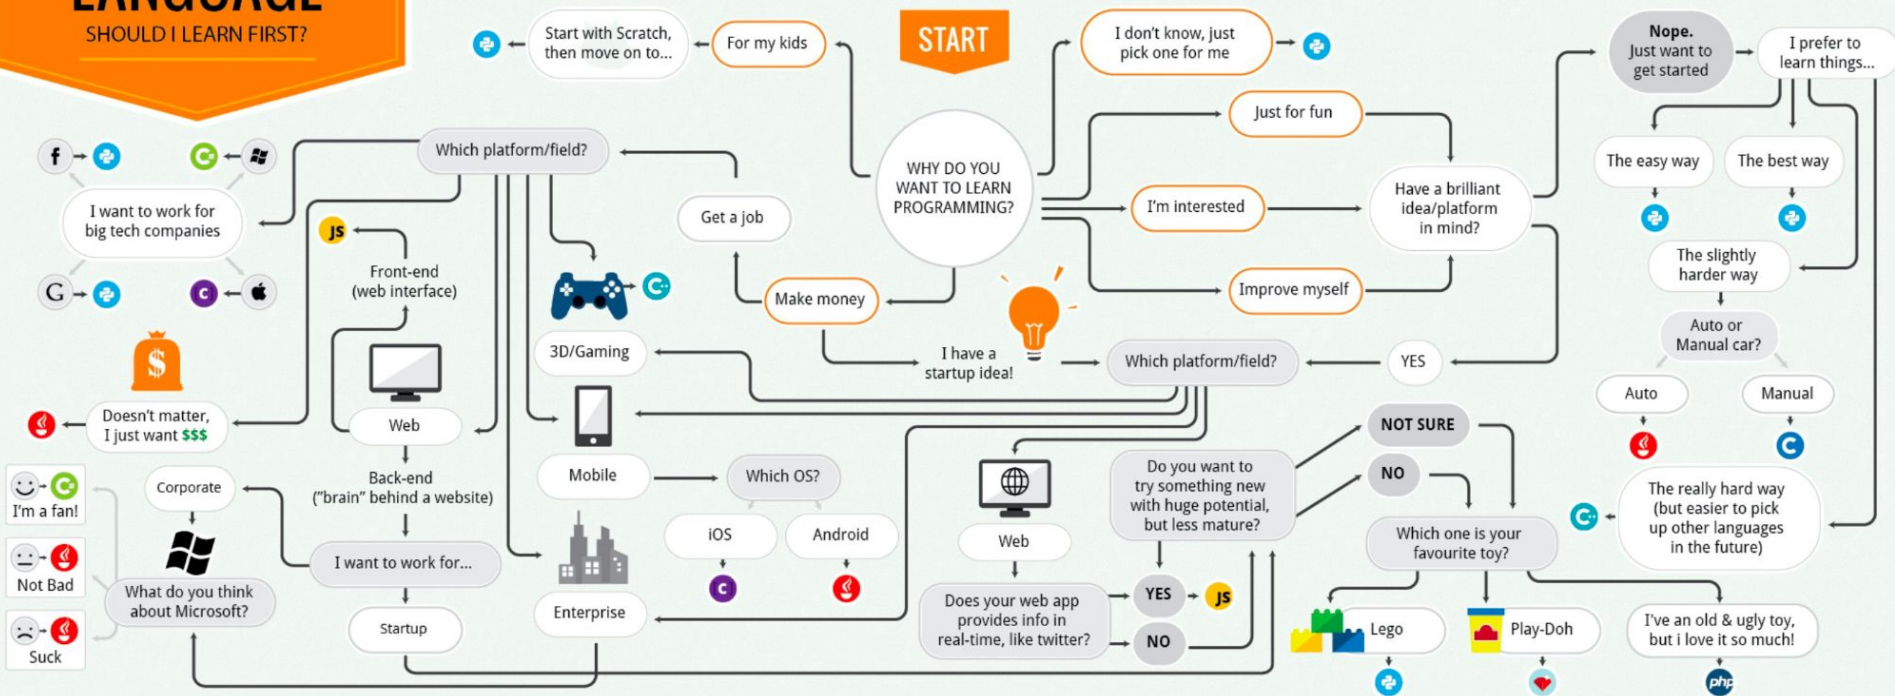 LANGUAGE
SHOULD I LEARN FIRST?
START
Start with Scratch,
then move on to...
For my kids
I don't know, just
pick one for me
Nope.
Just want to
get started
I prefer to
learn things...
Just for fun
Which platform/field?
WHY DO YOU
WANT TO LEARN
PROGRAMMING?
The easy way
The best way
f
I want to work for
big tech companies
JS
Get a job
I'm interested
Have a brilliant
idea/platform
in mind?
G
C
Front-end
(web interface)
C++
Make money
Improve myself
The slightly
harder way
$
3D/Gaming
I have a
startup idea!
Which platform/field?
YES
Auto or
Manual car?
Auto
Manual
C
Doesn't matter,
I just want $$$
Web
NOT SURE
Corporate
Back-end
("brain" behind a website)
Mobile
Which OS?
Do you want to
try something new
with huge potential,
but less mature?
NO
The really hard way
(but easier to pick
up other languages
in the future)
C++
I'm a fan!
iOS
Android
C
Web
Which one is your
favourite toy?
Not Bad
I want to work for...
What do you think
about Microsoft?
Enterprise
Does your web app
provides info in
real-time, like twitter?
YES
JS
NO
Startup
Suck
Lego
Play-Doh
I've an old & ugly toy,
but i love it so much!
php